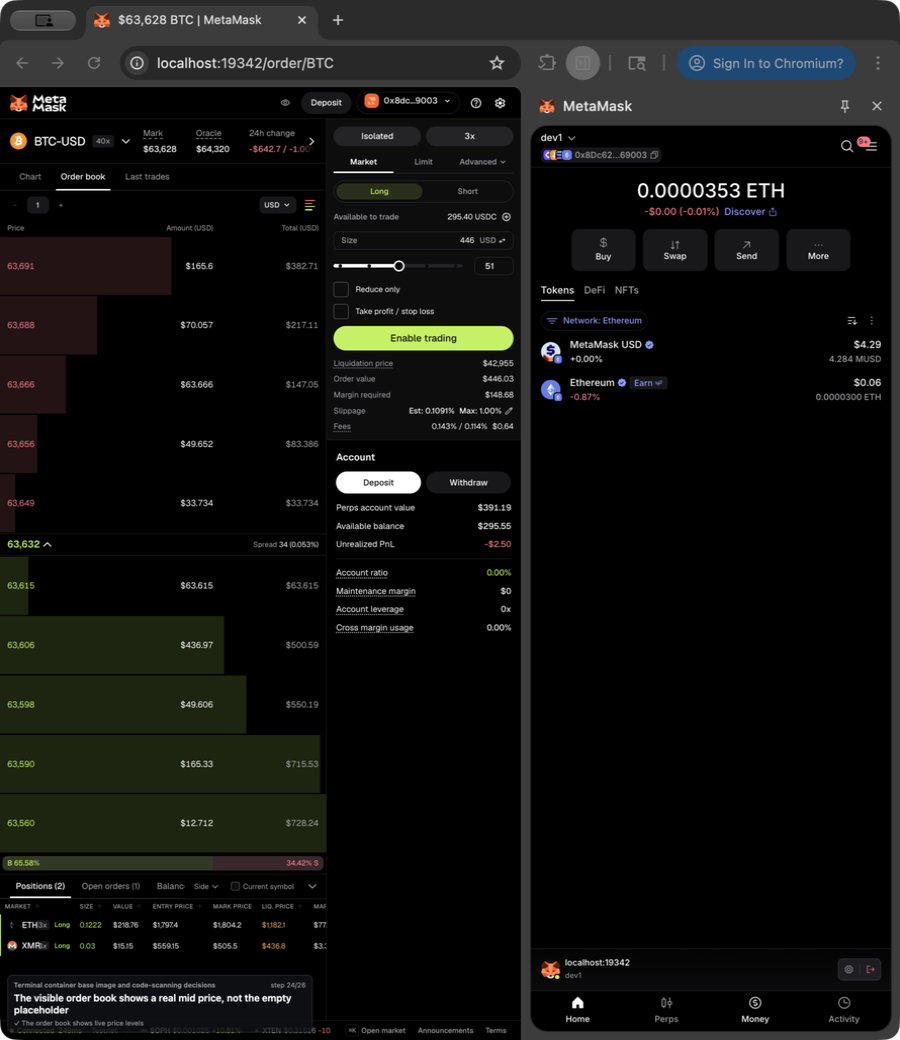 $63,628 BTC | MetaMask
localhost:19342/order/BTC
Sign In to Chromium?
Meta
Mask
Deposit
0x8dc...9003
BTC-USD 40x
Mark
$63,628
Oracle
$64,320
24h change
-$642.7 / -1.00
Chart Order book Last trades
- 1 +
USD
Price Amount (USD) Total (USD)
63,691 $165.6 $382.71
63,688 $70.057 $217.11
63,666 $63.666 $147.05
63,656 $49.652 $83.386
63,649 $33.734 $33.734
63,632 Spread 34 (0.053%)
63,615 $63.615 $63.615
63,606 $436.97 $500.59
63,598 $49.606 $550.19
63,590 $165.33 $715.53
63,560 $12.712 $728.24
B 65.58% 34.42% S
Isolated 3x
Market Limit Advanced
Long Short
Available to trade 295.40 USDC
Size 446 USD
51
Reduce only
Take profit / stop loss
Enable trading
Liquidation price $42,955
Order value $446.03
Margin required $148.68
Slippage Est: 0.1091% Max: 1.00%
Fees 0.143% / 0.114% $0.64
Account
Deposit Withdraw
Perps account value $391.19
Available balance $295.55
Unrealized PnL -$2.50
Account ratio 0.00%
Maintenance margin $0
Account leverage 0x
Cross margin usage 0.00%
Positions (2) Open orders (1) Balanc Side Current symbol
MARKET SIZE VALUE ENTRY PRICE MARK PRICE LIQ. PRICE
ETH 3x Long 0.1222 $218.76 $1,797.4 $1,804.2 $1,182.1 $77
XMR Long 0.03 $15.15 $559.15 $505.5 $436.8 $3.
Terminal container base image and code-scanning decisions step 24/26
The visible order book shows a real mid price, not the empty
placeholder
✓ The order book shows live price levels
XTEN
-10
Open market Announcements Terms
MetaMask
dev1
0x8Dc62...69003
9+
0.0000353 ETH
-$0.00 (-0.01%) Discover
Buy Swap Send More
Tokens DeFi NFTs
Network: Ethereum
MetaMask USD $4.29
+0.00% 4.284 MUSD
Ethereum Earn $0.06
-0.87% 0.0000300 ETH
localhost:19342
dev1
Home Perps Money Activity